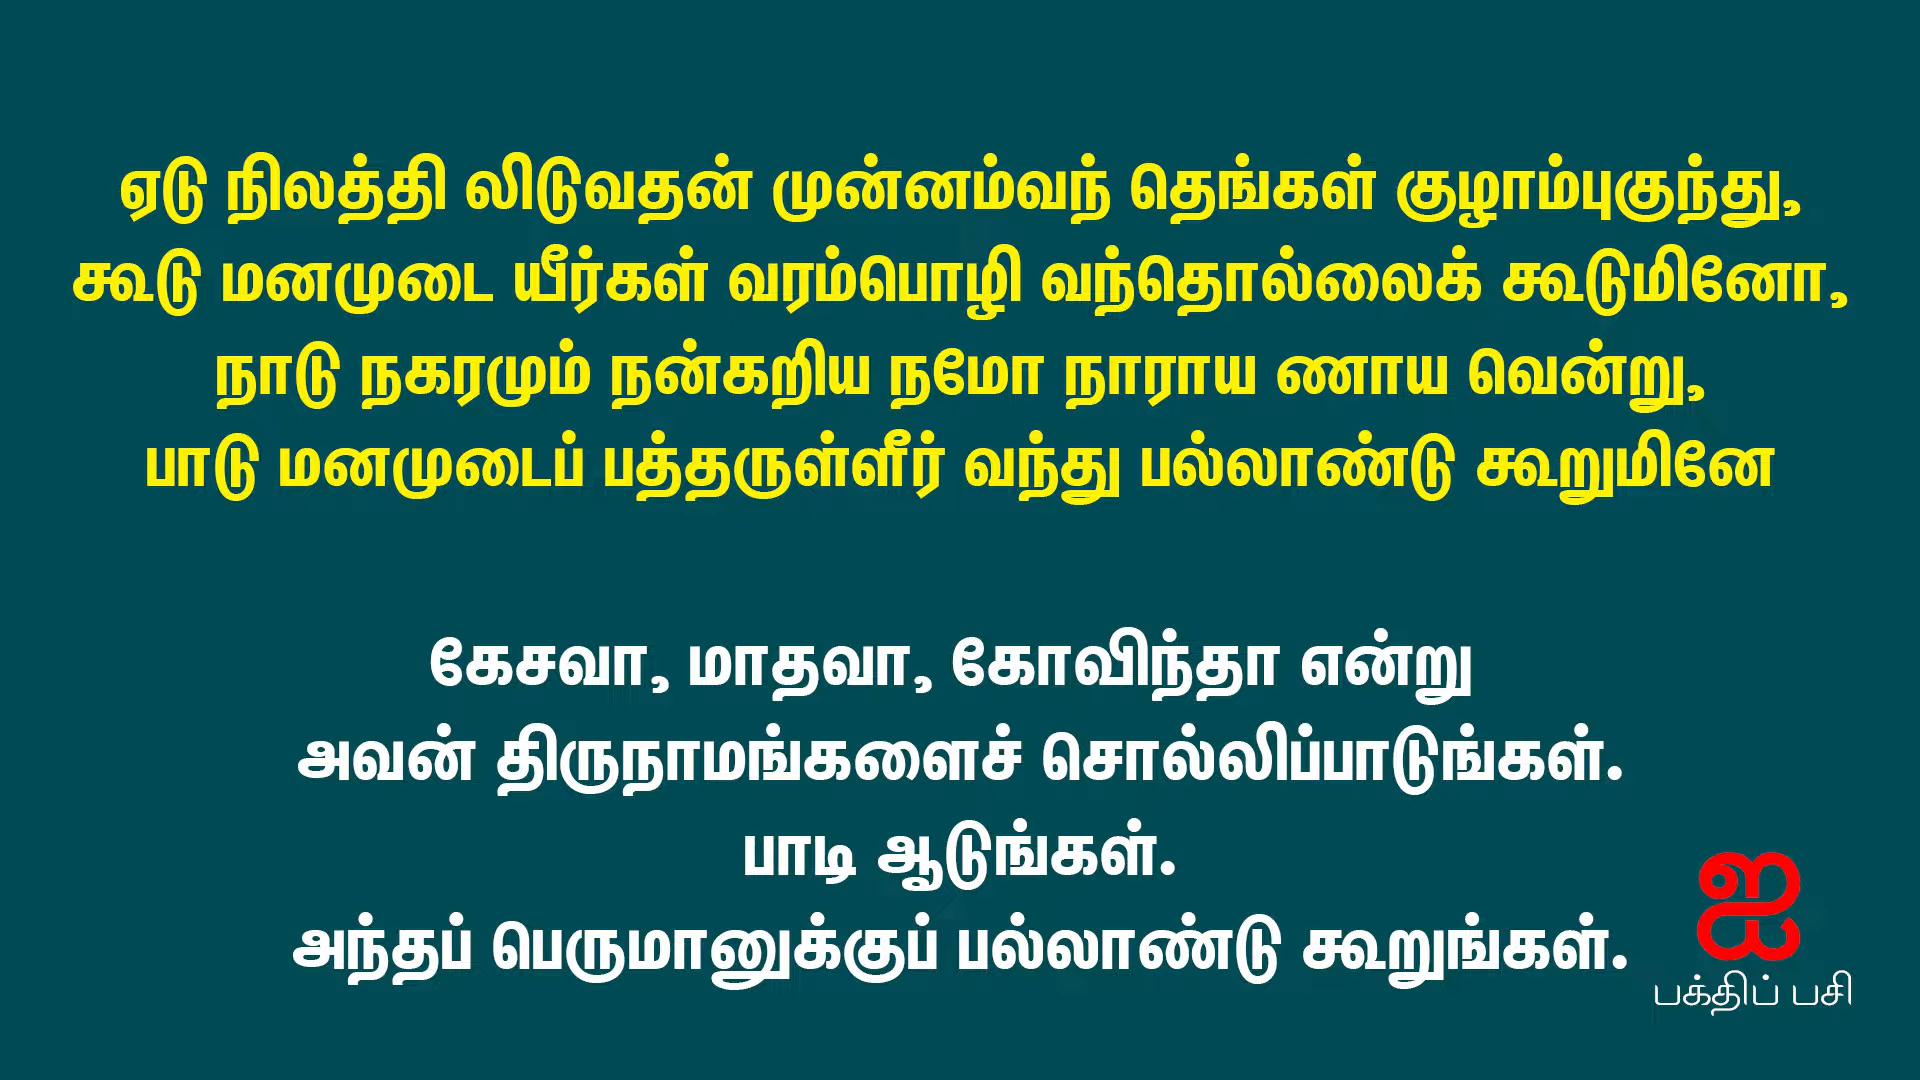 ஏடு நிலத்தி லிடுவதன் முன்னம்வந் தெங்கள் குழாம்புகுந்து,
கூடு மனமுடை யீர்கள் வரம்பொழி வந்தொல்லைக் கூடுமினோ,
நாடு நகரமும் நன்கறிய நமோ நாராய ணாய வென்று,
பாடு மனமுடைப் பத்தருள்ளீர் வந்து பல்லாண்டு கூறுமினே
கேசவா, மாதவா, கோவிந்தா என்று
அவன் திருநாமங்களைச் சொல்லிப்பாடுங்கள்.
பாடி ஆடுங்கள்.
அந்தப் பெருமானுக்குப் பல்லாண்டு கூறுங்கள்.
ஐ
பக்திப் பசி